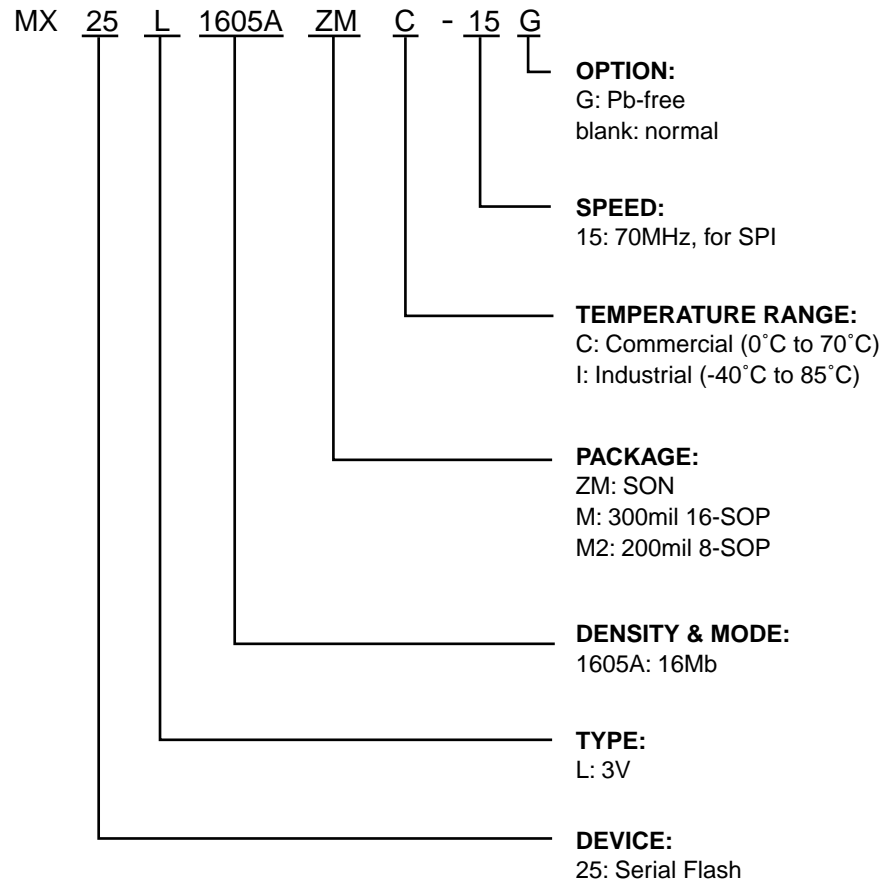 MX 25 L 1605A ZM C - 15 G
OPTION:
G: Pb-free
blank: normal
SPEED:
15: 70MHz, for SPI
TEMPERATURE RANGE:
C: Commercial (0˚C to 70˚C)
I: Industrial (-40˚C to 85˚C)
PACKAGE:
ZM: SON
M: 300mil 16-SOP
M2: 200mil 8-SOP
DENSITY & MODE:
1605A: 16Mb
TYPE:
L: 3V
DEVICE:
25: Serial Flash